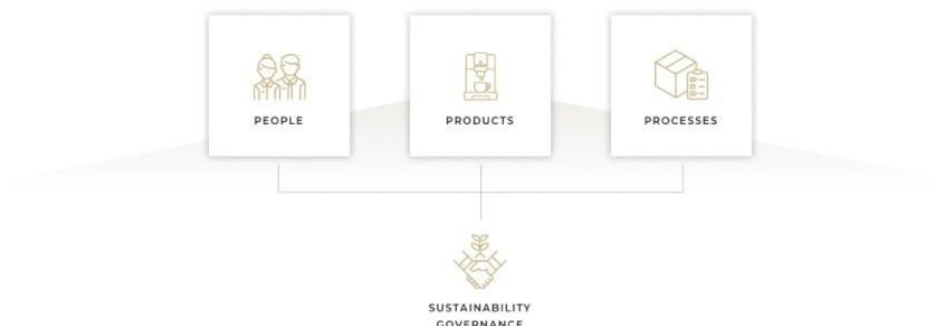 PEOPLE
PRODUCTS
PROCESSES
SUSTAINABILITY
GOVERNANCE